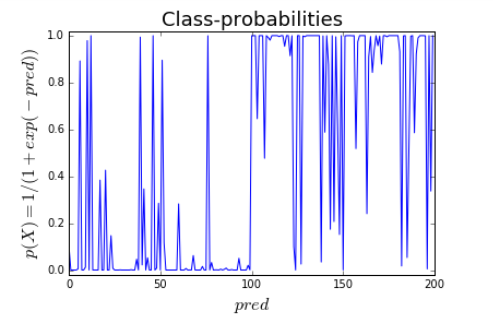 Class-probabilities
p(X) = 1/(1 + exp(−pred))
1.0
0.8
0.6
0.4
0.2
0.0
0 50 100 150 200
pred